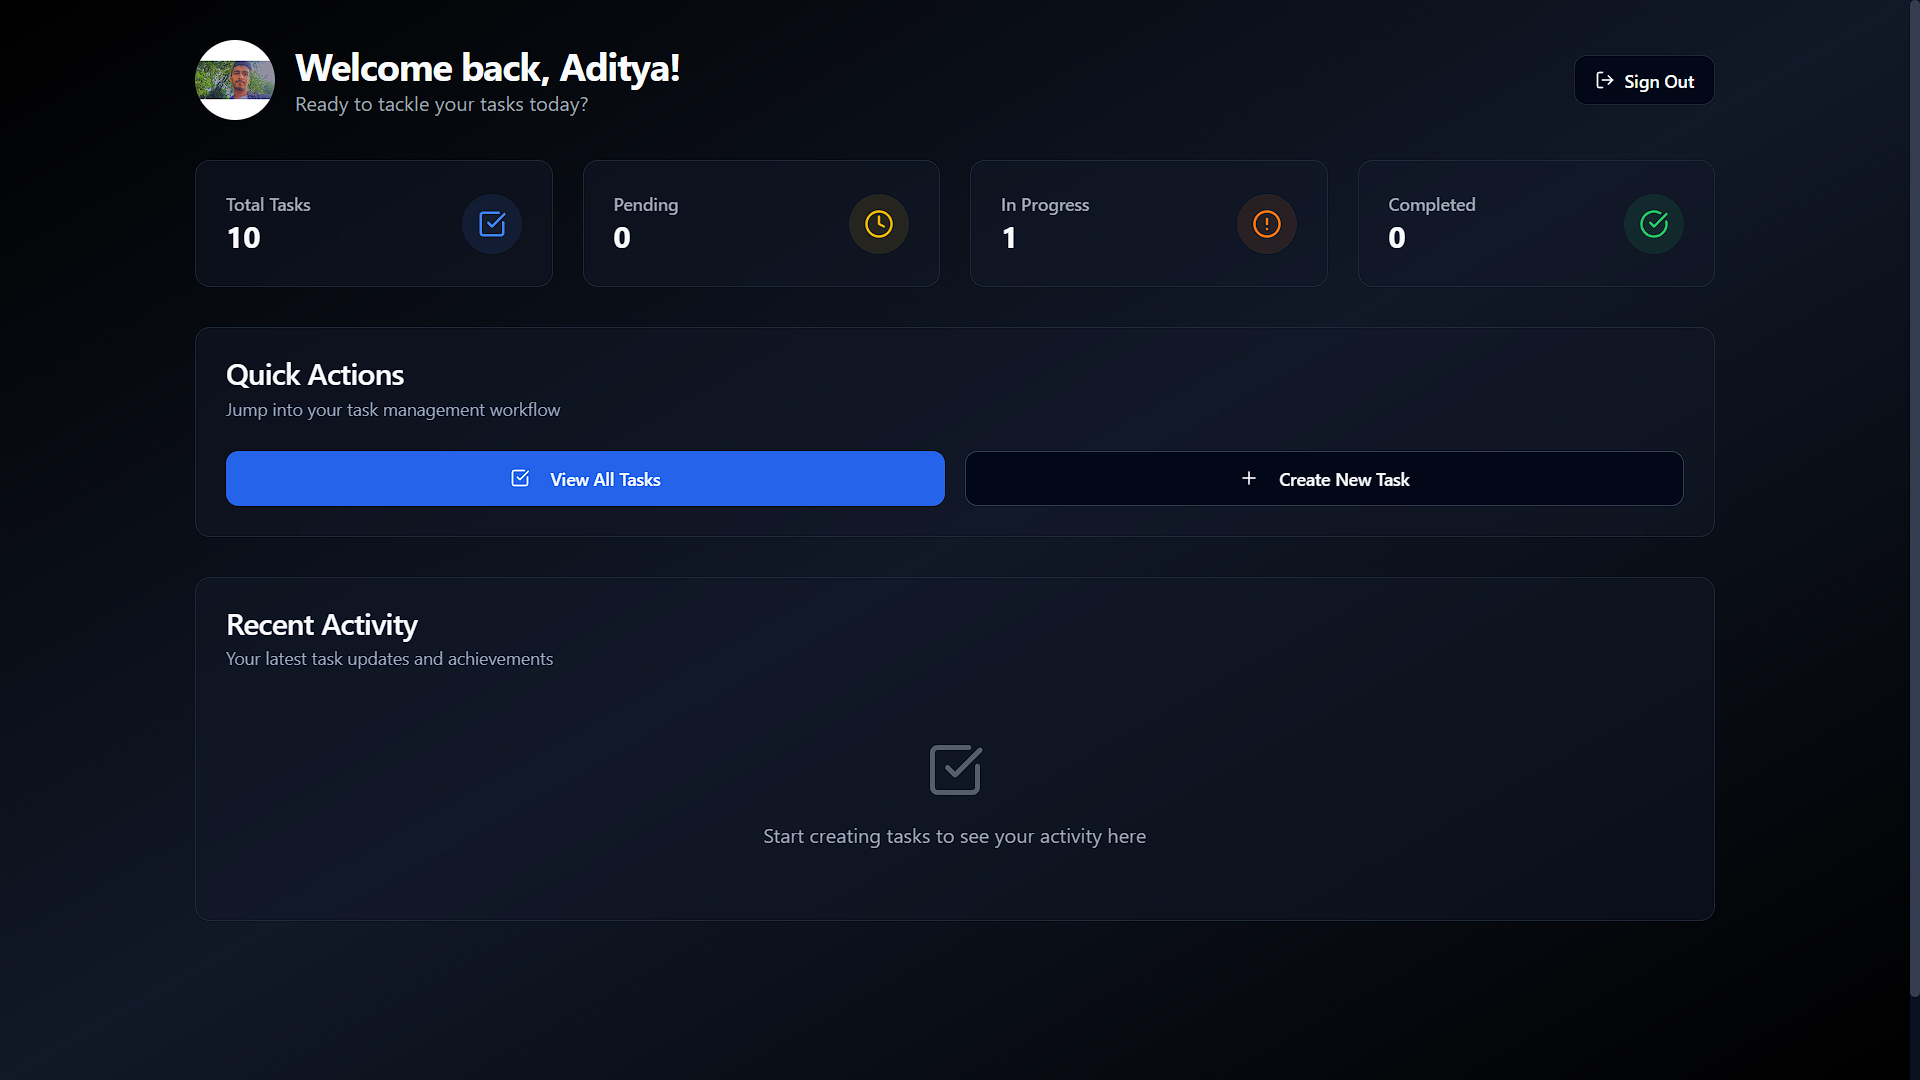 Welcome back, Aditya!
Ready to tackle your tasks today?
Sign Out
Total Tasks
10
Pending
0
In Progress
1
Completed
0
Quick Actions
Jump into your task management workflow
View All Tasks
Create New Task
Recent Activity
Your latest task updates and achievements
Start creating tasks to see your activity here